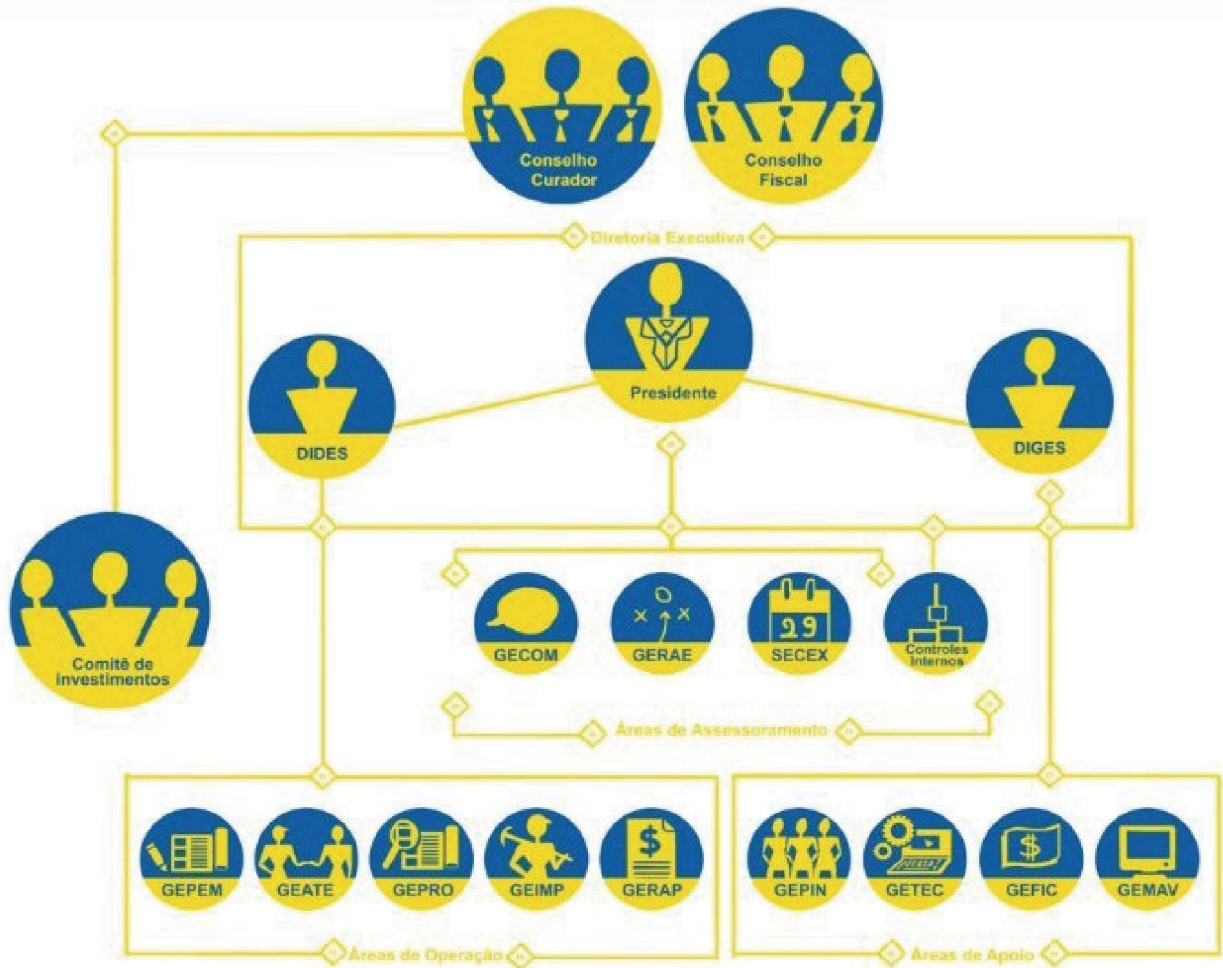 Conselho
Curador
Conselho
Fiscal
Diretoria Executiva
Presidente
DIDES
DIGES
Comitê de
Investimentos
GECOM
GERAE
29
SECEX
Controles
Internos
Áreas de Assessoramento
GEPEM
GEATE
GEPRO
GEIMP
$
GERAP
GEPIN
GETEC
$
GEFIC
GEMAV
Áreas de Operação
Áreas de Apoio